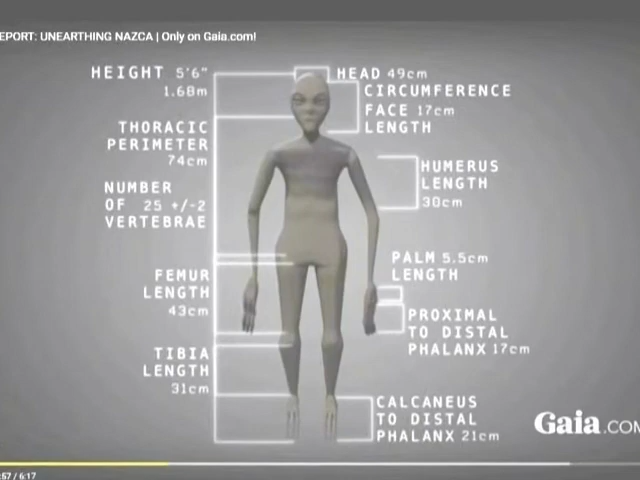 EPORT: UNEARTHING NAZCA | Only on Gaia.com!
HEIGHT 5'6"
1.68m
THORACIC
PERIMETER
74cm
NUMBER
OF 25 +/-2
VERTEBRAE
FEMUR
LENGTH
43cm
TIBIA
LENGTH
31cm
HEAD 49cm
CIRCUMFERENCE
FACE 17cm
LENGTH
HUMERUS
LENGTH
30cm
PALM 5.5cm
LENGTH
PROXIMAL
TO DISTAL
PHALANX 17cm
CALCANEUS
TO DISTAL
PHALANX 21cm
Gaia.COM
:57 / 6:17